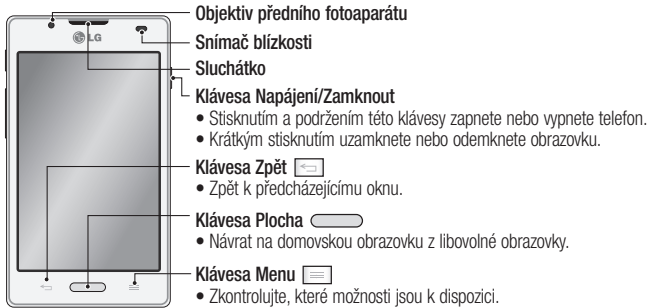 Objektiv předního fotoaparátu
LG
Snímač blízkosti
Sluchátko
Klávesa Napájení/Zamknout
• Stisknutím a podržením této klávesy zapnete nebo vypnete telefon.
• Krátkým stisknutím uzamknete nebo odemknete obrazovku.
Klávesa Zpět
• Zpět k předcházejícímu oknu.
Klávesa Plocha
• Návrat na domovskou obrazovku z libovolné obrazovky.
Klávesa Menu
• Zkontrolujte, které možnosti jsou k dispozici.